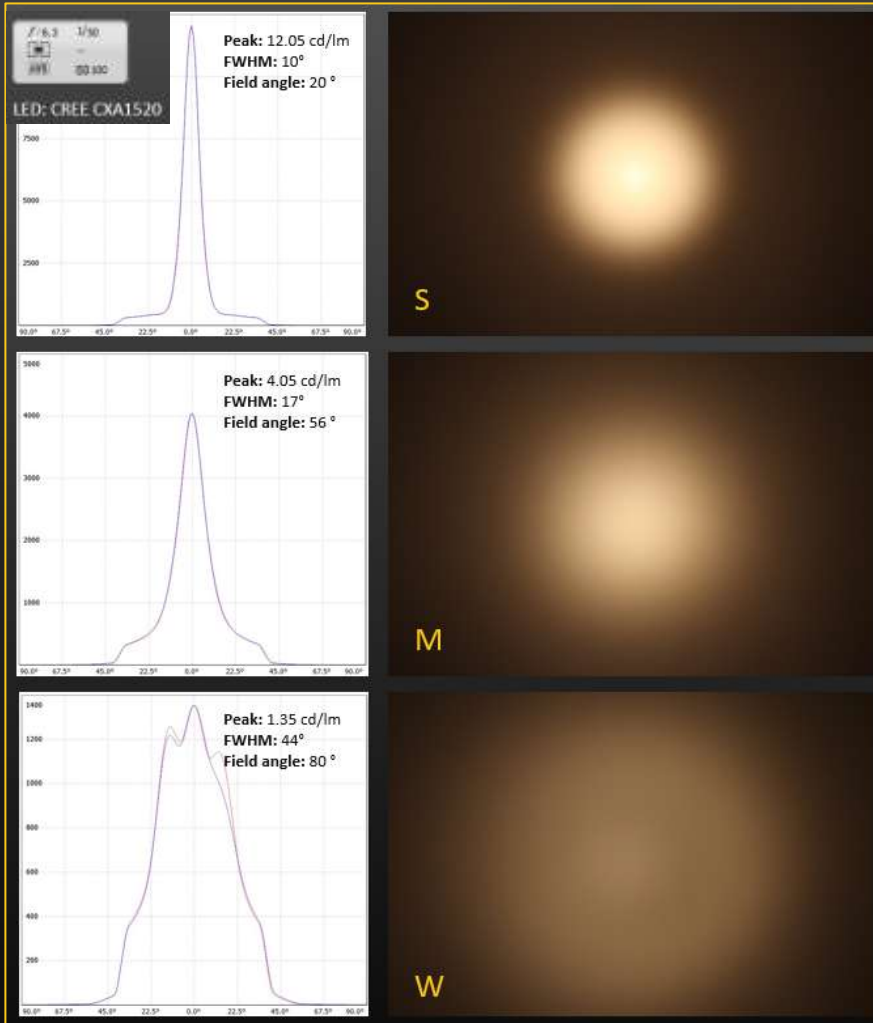 1/50
ISO 100
LED: CREE CXA1520
Peak: 12.05 cd/lm
FWHM: 10°
Field angle: 20 °
7500
5000
2500
90.0° 67.5° 45.0° 22.5° 0.0° 22.5° 45.0° 67.5° 90.0°
S
5000
Peak: 4.05 cd/lm
FWHM: 17°
Field angle: 56 °
4000
3000
2000
1000
90.0° 67.5° 45.0° 22.5° 0.0° 22.5° 45.0° 67.5° 90.0°
M
1400
Peak: 1.35 cd/lm
FWHM: 44°
Field angle: 80 °
1200
1000
800
600
400
200
90.0° 67.5° 45.0° 22.5° 0.0° 22.5° 45.0° 67.5° 90.0°
W